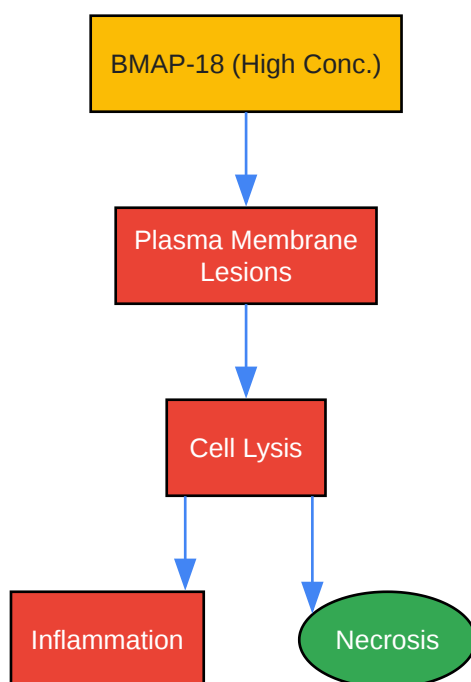 BMAP-18 (High Conc.)
Plasma Membrane
Lesions
Cell Lysis
Inflammation
Necrosis